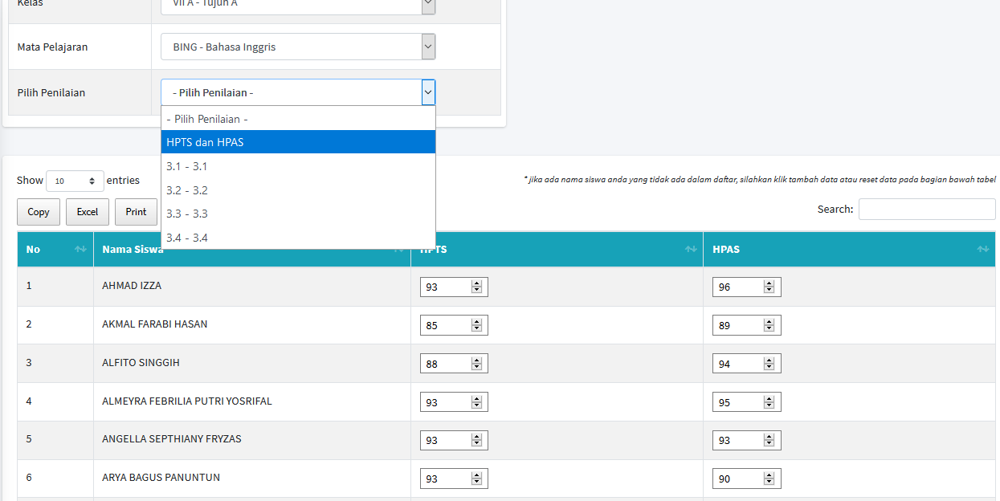 Kelas
VII A - Tujuh A
Mata Pelajaran
BING - Bahasa Inggris
Pilih Penilaian
- Pilih Penilaian -
- Pilih Penilaian -
HPTS dan HPAS
3.1 - 3.1
3.2 - 3.2
3.3 - 3.3
3.4 - 3.4
Show 10 entries
* jika ada nama siswa anda yang tidak ada dalam daftar, silahkan klik tambah data atau reset data pada bagian bawah tabel
Copy Excel Print
Search:
No Nama Siswa HPTS HPAS
1 AHMAD IZZA 93 96
2 AKMAL FARABI HASAN 85 89
3 ALFITO SINGGIH 88 94
4 ALMEYRA FEBRILIA PUTRI YOSRIFAL 93 95
5 ANGELLA SEPTHIANY FRYZAS 93 93
6 ARYA BAGUS PANUNTUN 93 90